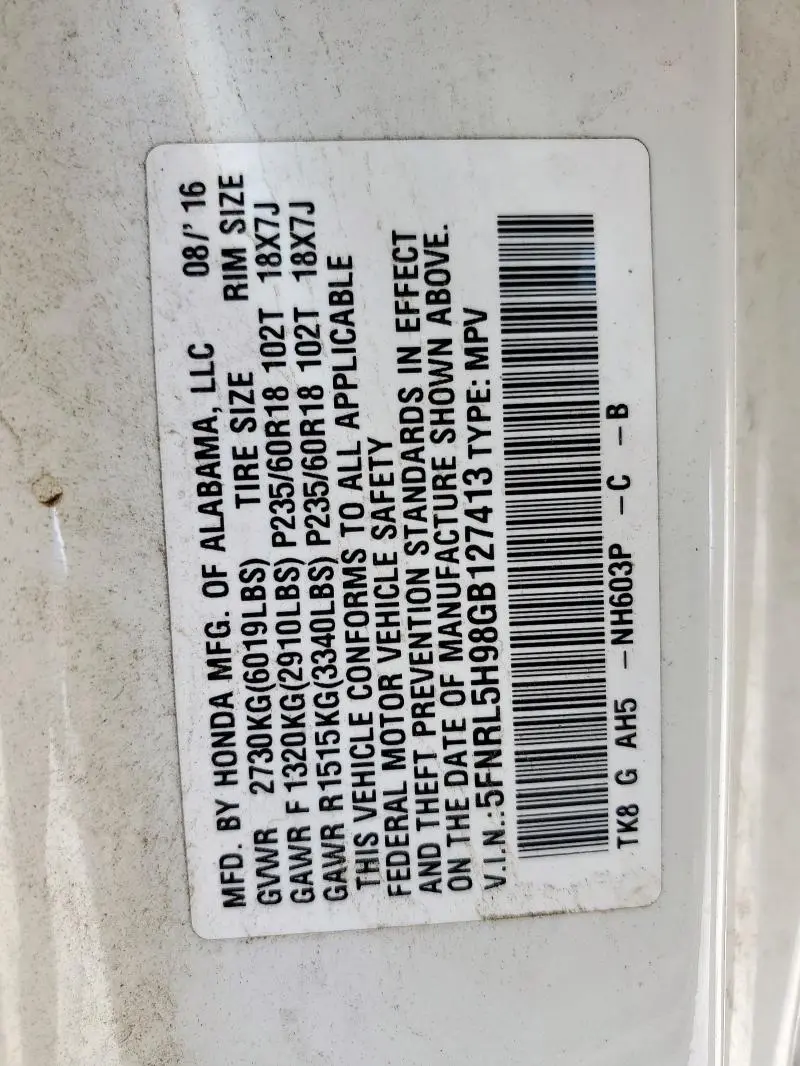 MFD. BY HONDA MFG. OF ALABAMA, LLC 08/' 16
GVWR 2730KG(6019LBS) TIRE SIZE RIM SIZE
GAWR F 1320KG(2910LBS) P235/60R18 102T 18X7J
GAWR R 1515KG(3340LBS) P235/60R18 102T 18X7J
THIS VEHICLE CONFORMS TO ALL APPLICABLE
FEDERAL MOTOR VEHICLE SAFETY
AND THEFT PREVENTION STANDARDS IN EFFECT
ON THE DATE OF MANUFACTURE SHOWN ABOVE.
V.I.N.:5FNRL5H98GB127413 TYPE: MPV
TK8 G AH5 –NH603P –C –B